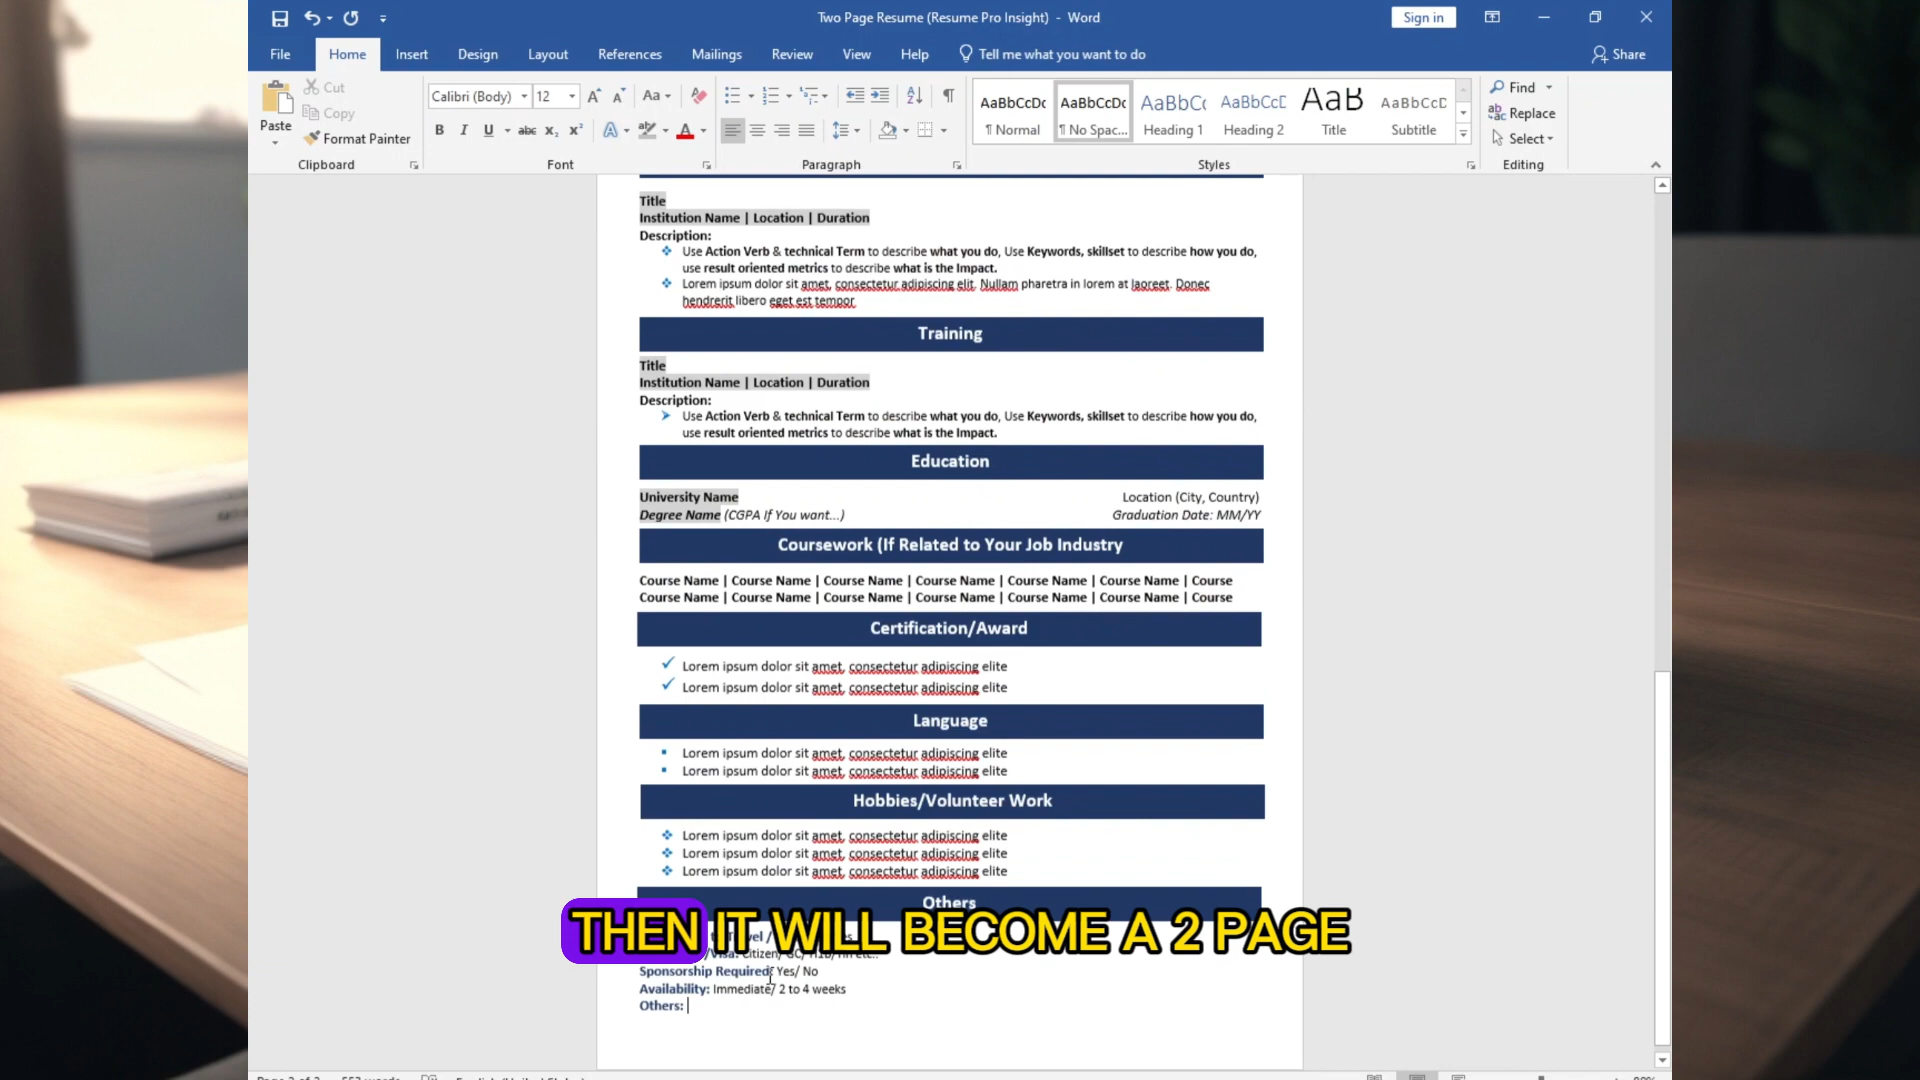 Two Page Resume (Resume Pro Insight) - Word
Sign in
File Home Insert Design Layout References Mailings Review View Help Tell me what you want to do Share
Paste
Cut
Copy
Format Painter
Clipboard
Calibri (Body) 12
Font
Paragraph
AaBbCcDc AaBbCcDc AaBbC AaBbCcD AaB AaBbCcD
¶ Normal ¶ No Spac... Heading 1 Heading 2 Title Subtitle
Styles
Find
Replace
Select
Editing
Title
Institution Name | Location | Duration
Description:
Use Action Verb & technical Term to describe what you do, Use Keywords, skillset to describe how you do,
use result oriented metrics to describe what is the Impact.
Lorem ipsum dolor sit amet, consectetur adipiscing elit. Nullam pharetra in lorem at laoreet. Donec
hendrerit libero eget est tempor
Training
Title
Institution Name | Location | Duration
Description:
Use Action Verb & technical Term to describe what you do, Use Keywords, skillset to describe how you do,
use result oriented metrics to describe what is the Impact.
Education
University Name Location (City, Country)
Degree Name (CGPA If You want...) Graduation Date: MM/YY
Coursework (If Related to Your Job Industry
Course Name | Course Name | Course Name | Course Name | Course Name | Course Name | Course
Course Name | Course Name | Course Name | Course Name | Course Name | Course Name | Course
Certification/Award
Lorem ipsum dolor sit amet, consectetur adipiscing elite
Lorem ipsum dolor sit amet, consectetur adipiscing elite
Language
Lorem ipsum dolor sit amet, consectetur adipiscing elite
Lorem ipsum dolor sit amet, consectetur adipiscing elite
Hobbies/Volunteer Work
Lorem ipsum dolor sit amet, consectetur adipiscing elite
Lorem ipsum dolor sit amet, consectetur adipiscing elite
Lorem ipsum dolor sit amet, consectetur adipiscing elite
Others
THEN IT WILL BECOME A 2 PAGE
Sponsorship Required: Yes/ No
Availability: Immediate/ 2 to 4 weeks
Others: